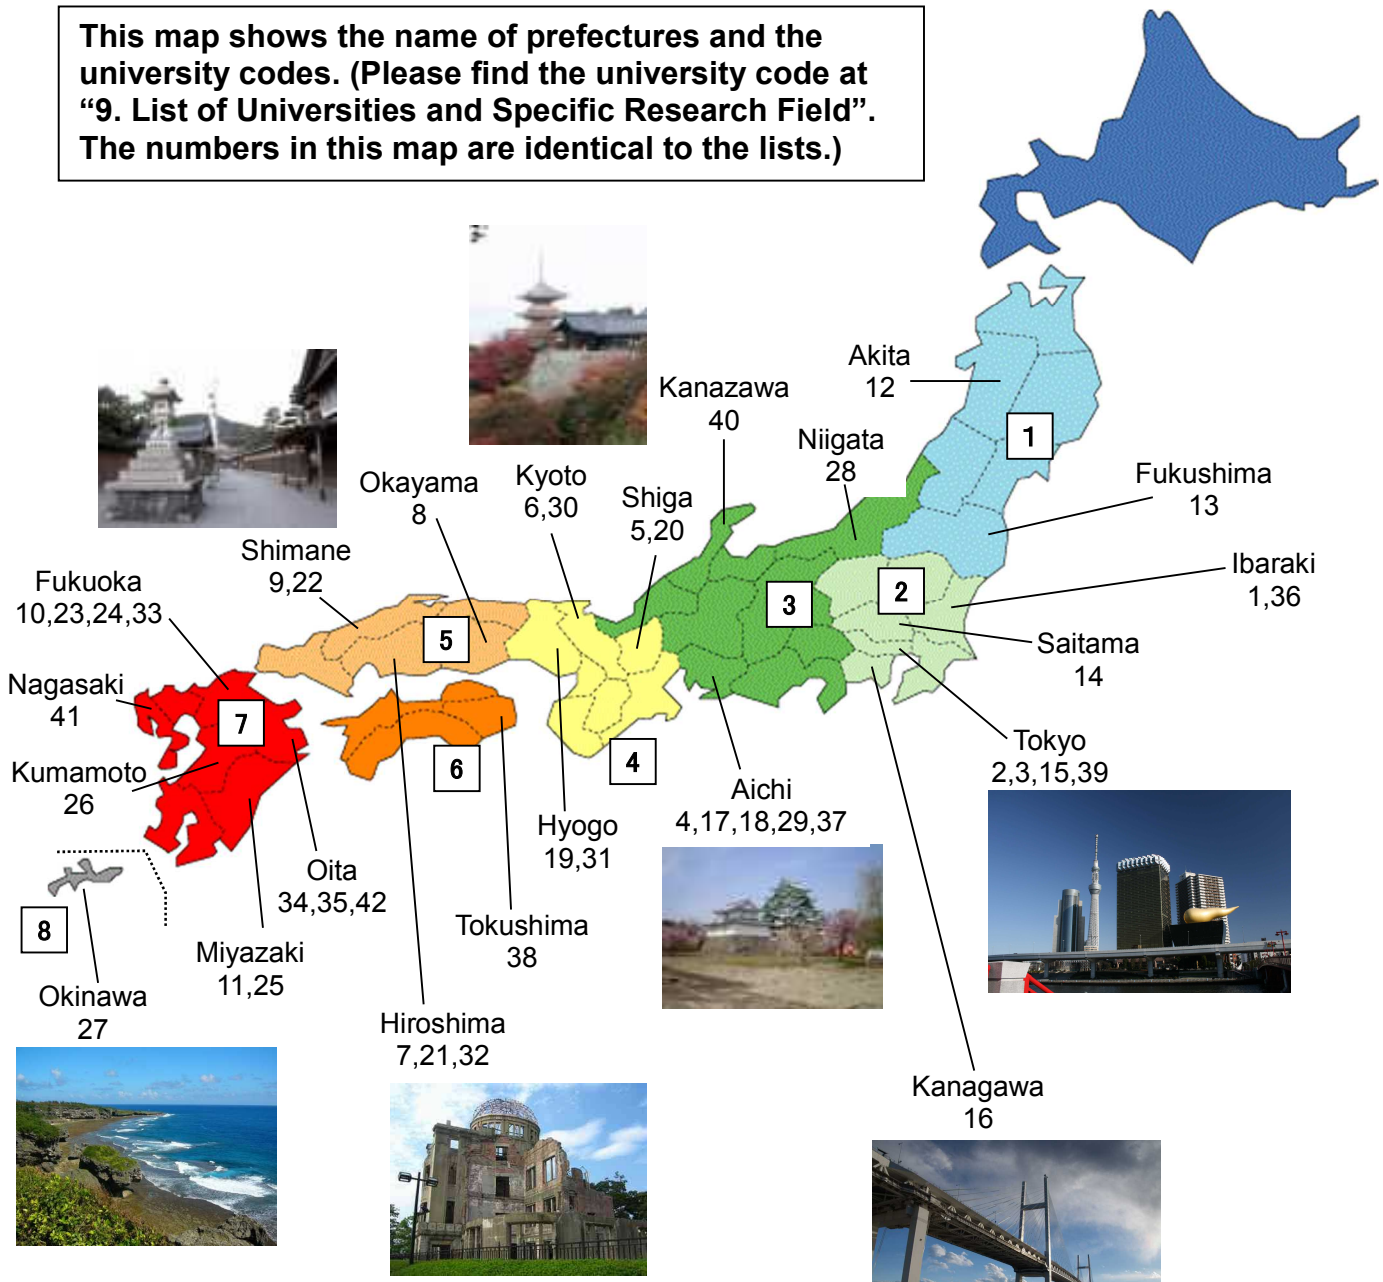 This map shows the name of prefectures and the
university codes. (Please find the university code at
“9. List of Universities and Specific Research Field”.
The numbers in this map are identical to the lists.)
Akita
12
Kanazawa
40
1
Niigata
28
Kyoto
6,30
Okayama
8
Shiga
5,20
Fukushima
13
Shimane
9,22
Ibaraki
1,36
Fukuoka
10,23,24,33
2
3
5
Saitama
14
Nagasaki
41
7
Tokyo
2,3,15,39
Kumamoto
26
6
4
Aichi
4,17,18,29,37
Hyogo
19,31
Oita
34,35,42
8
Tokushima
38
Miyazaki
11,25
Okinawa
27
Hiroshima
7,21,32
Kanagawa
16